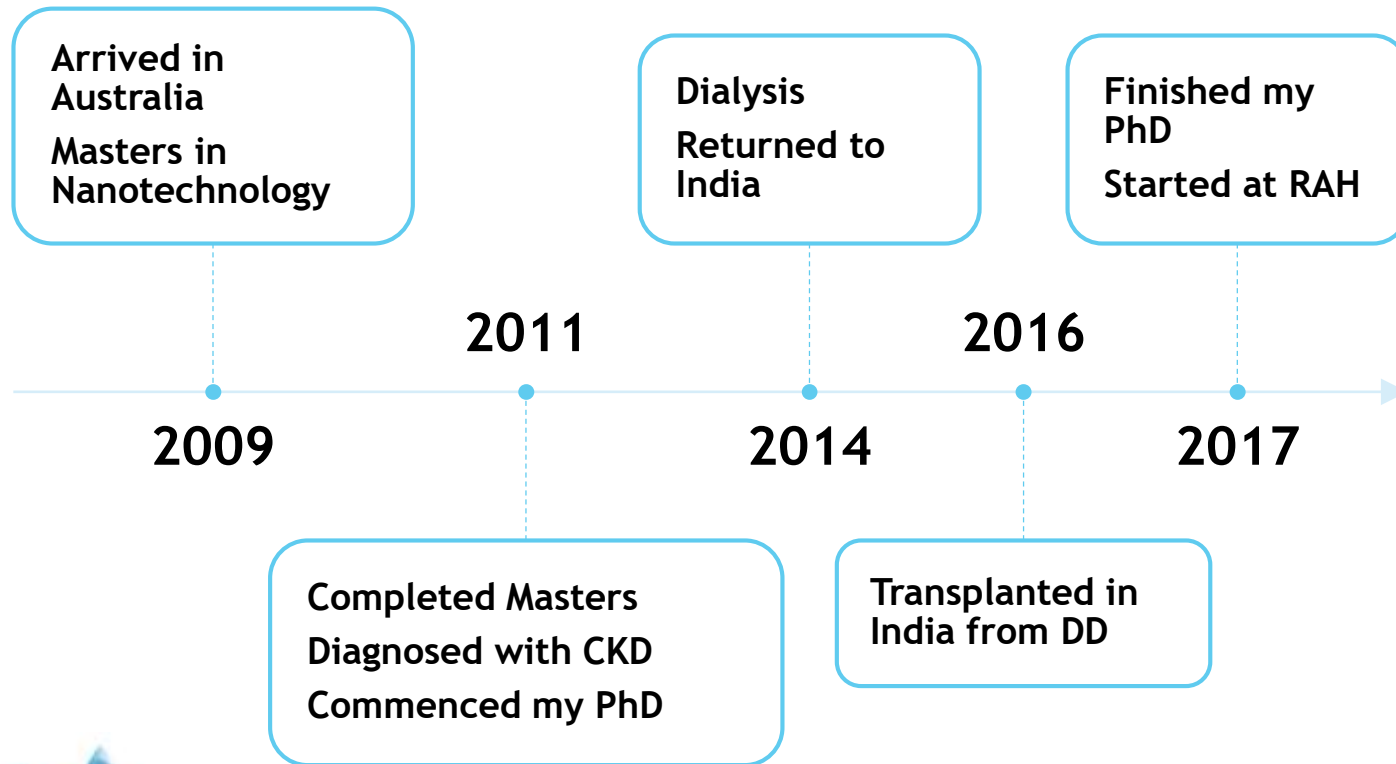 Arrived in
Australia
Masters in
Nanotechnology
Dialysis
Returned to
India
Finished my
PhD
Started at RAH
2011
2016
2009
2014
2017
Completed Masters
Diagnosed with CKD
Commenced my PhD
Transplanted in
India from DD